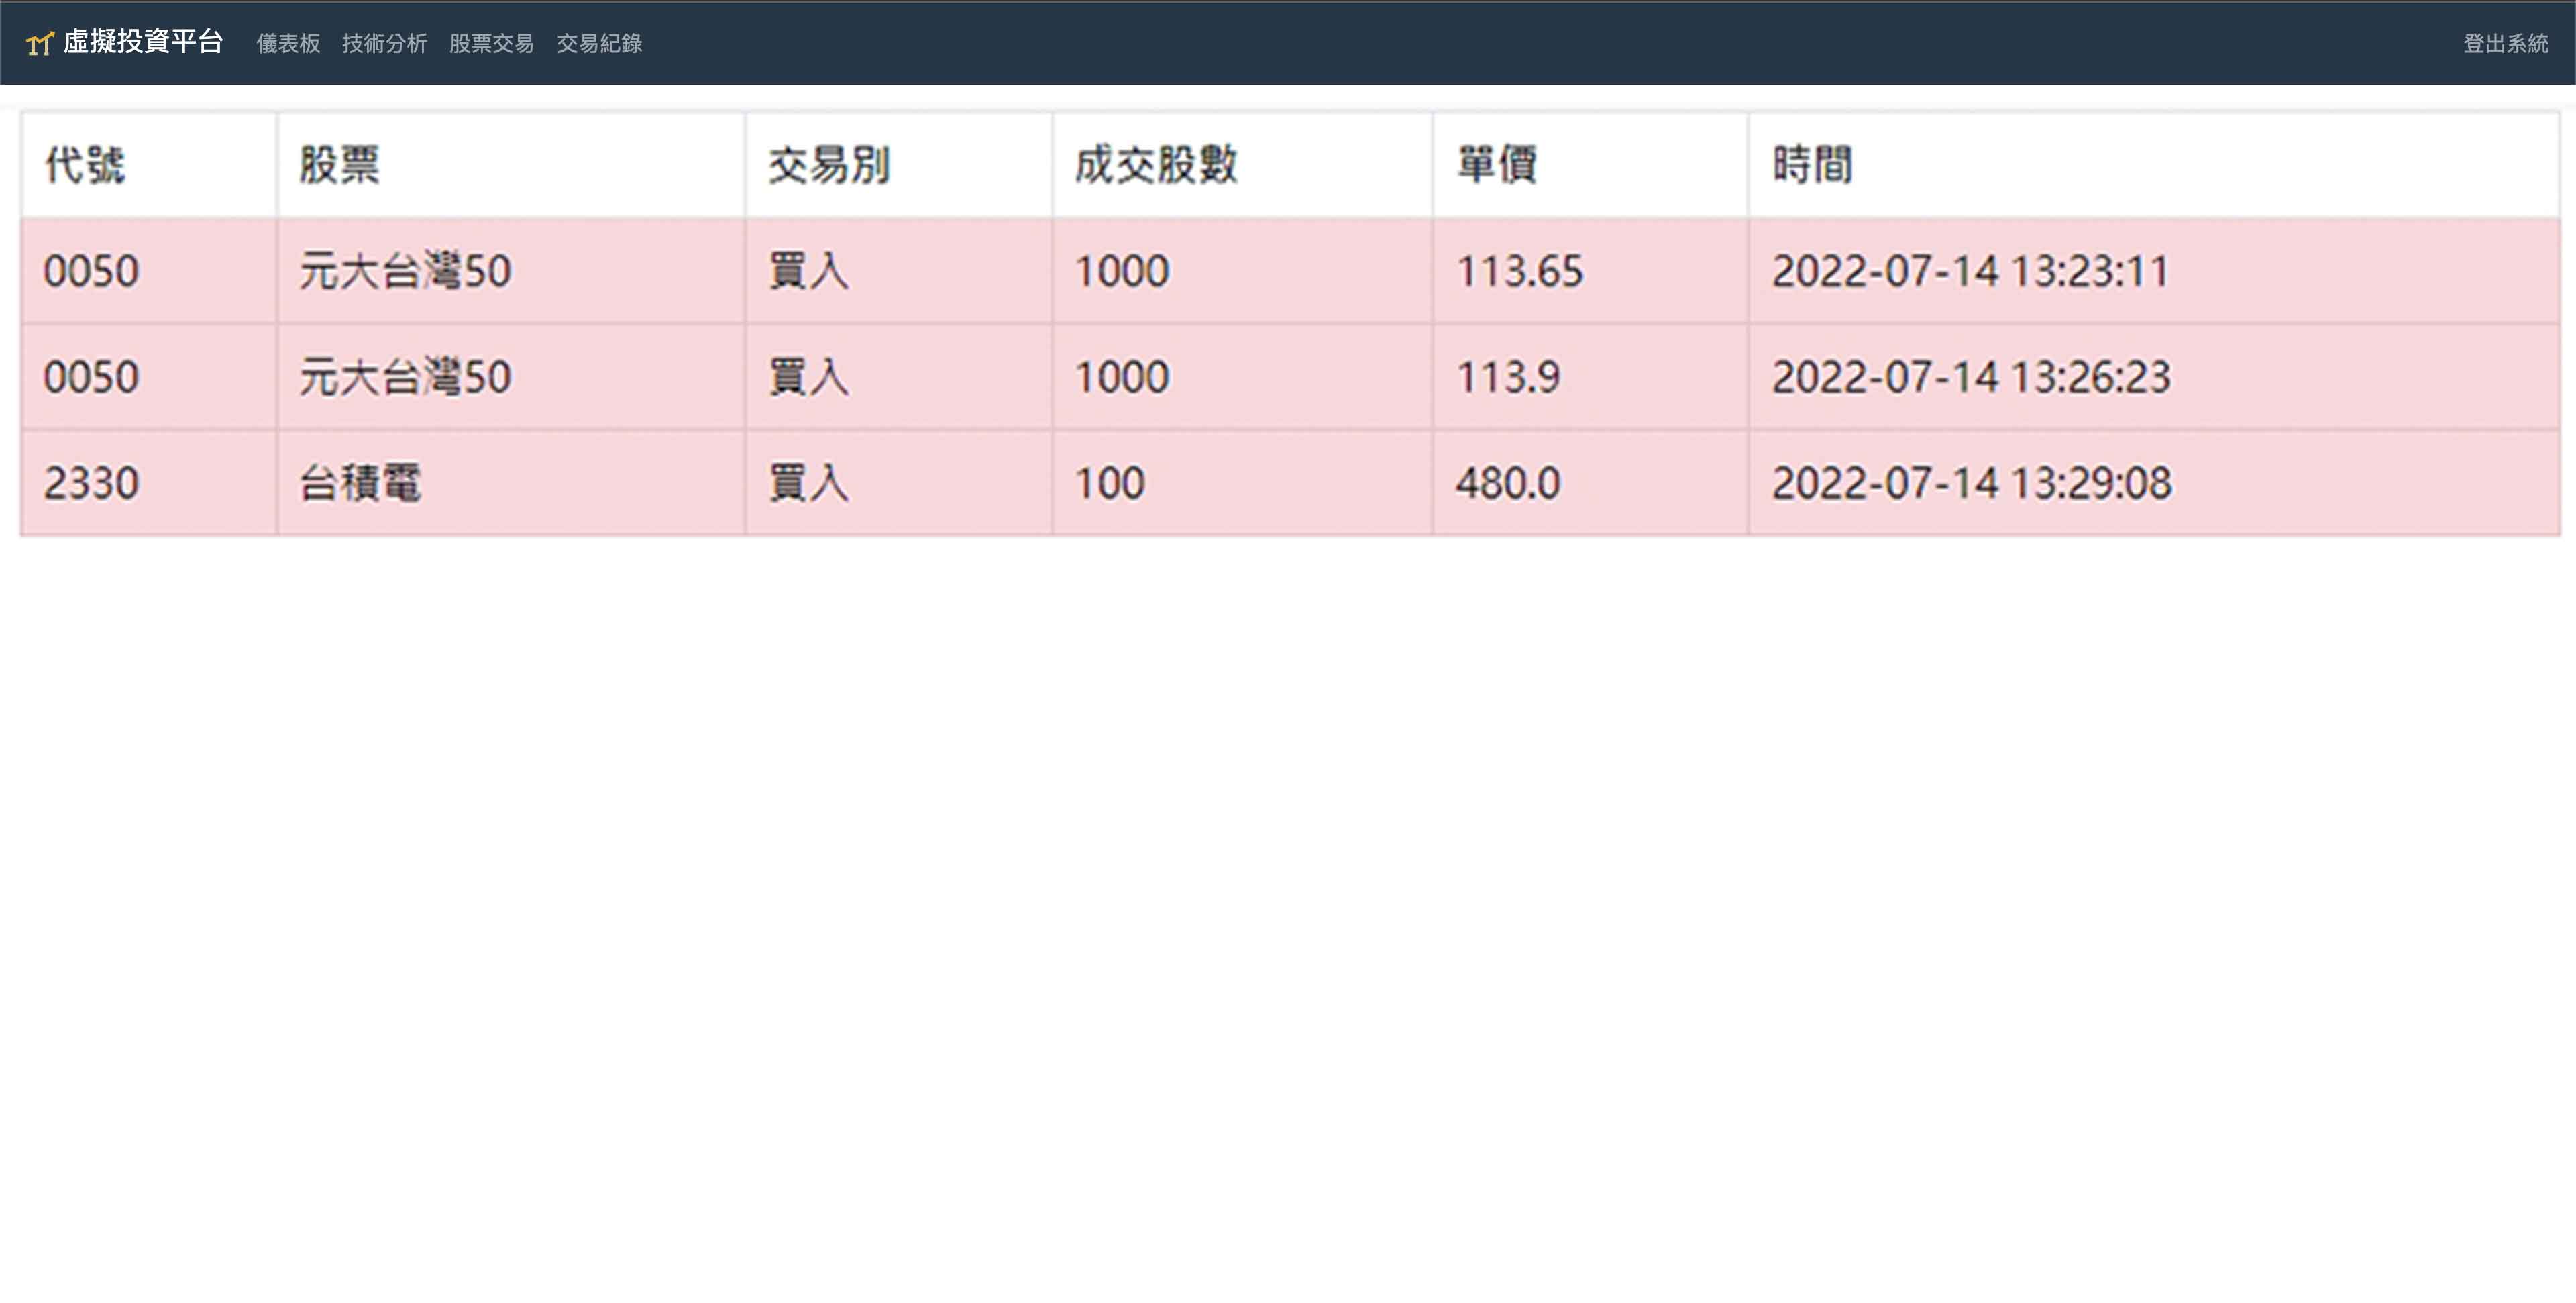 虛擬投資平台 儀表板 技術分析 股票交易 交易紀錄 登出系統
代號 股票 交易別 成交股數 單價 時間
0050 元大台灣50 買入 1000 113.65 2022-07-14 13:23:11
0050 元大台灣50 買入 1000 113.9 2022-07-14 13:26:23
2330 台積電 買入 100 480.0 2022-07-14 13:29:08